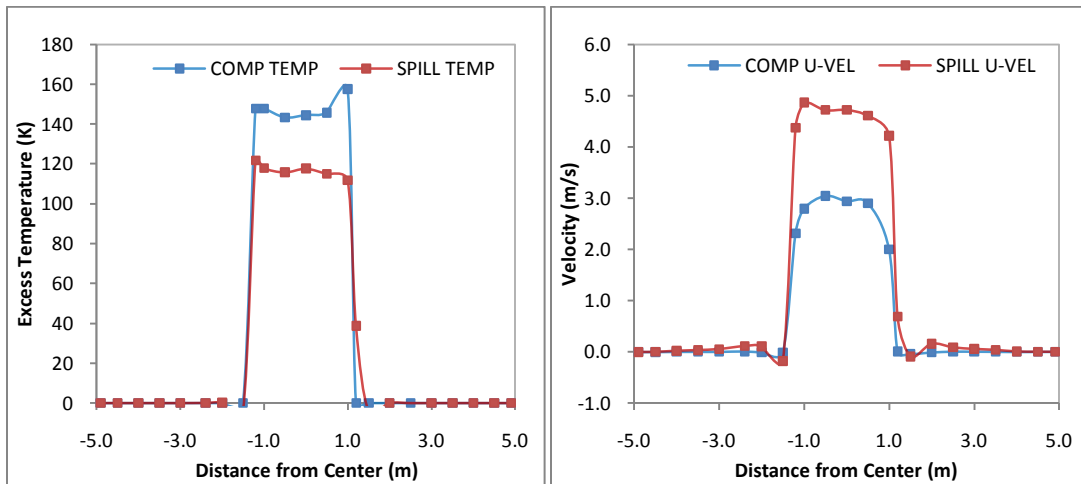 180
160
140
120
100
80
60
40
20
0
COMP TEMP
SPILL TEMP
Excess Temperature (K)
-5.0 -3.0 -1.0 1.0 3.0 5.0
Distance from Center (m)
6.0
5.0
4.0
3.0
2.0
1.0
0.0
-1.0
COMP U-VEL
SPILL U-VEL
Velocity (m/s)
-5.0 -3.0 -1.0 1.0 3.0 5.0
Distance from Center (m)